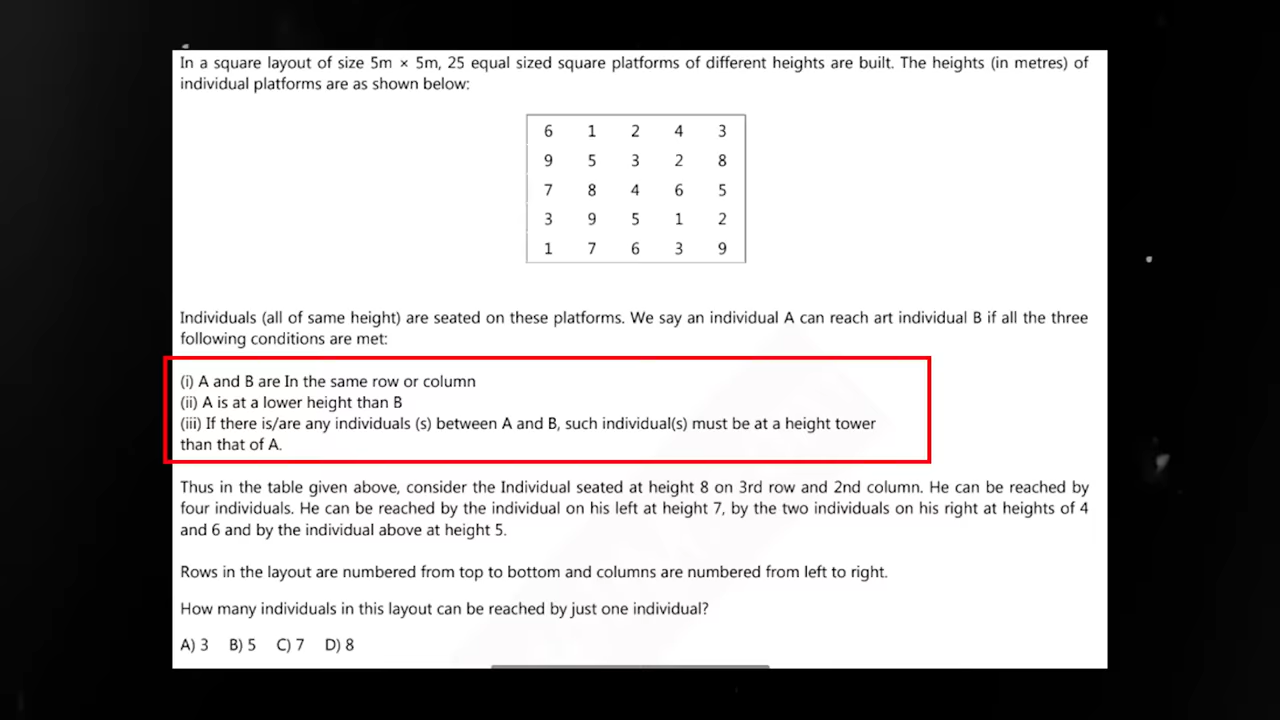 In a square layout of size 5m × 5m, 25 equal sized square platforms of different heights are built. The heights (in metres) of
individual platforms are as shown below:
6 1 2 4 3
9 5 3 2 8
7 8 4 6 5
3 9 5 1 2
1 7 6 3 9
Individuals (all of same height) are seated on these platforms. We say an individual A can reach art individual B if all the three
following conditions are met:
(i) A and B are In the same row or column
(ii) A is at a lower height than B
(iii) If there is/are any individuals (s) between A and B, such individual(s) must be at a height tower
than that of A.
Thus in the table given above, consider the Individual seated at height 8 on 3rd row and 2nd column. He can be reached by
four individuals. He can be reached by the individual on his left at height 7, by the two individuals on his right at heights of 4
and 6 and by the individual above at height 5.
Rows in the layout are numbered from top to bottom and columns are numbered from left to right.
How many individuals in this layout can be reached by just one individual?
A) 3 B) 5 C) 7 D) 8